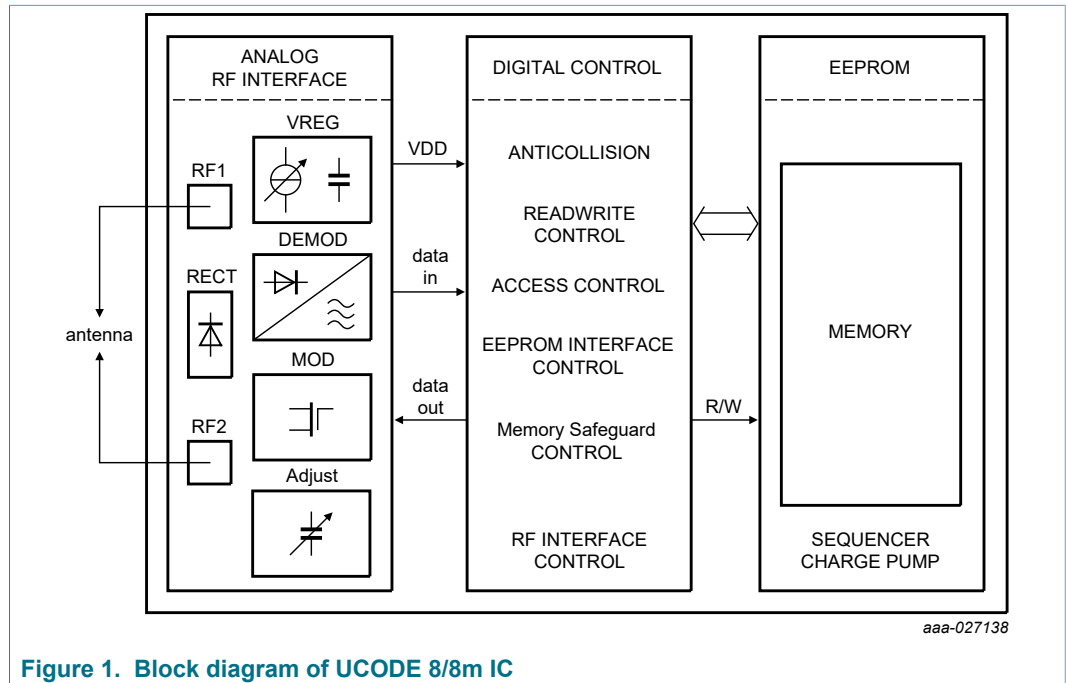 ANALOG
RF INTERFACE
VREG
RF1
DEMOD
RECT
antenna
MOD
RF2
Adjust
VDD
data
in
data
out
DIGITAL CONTROL
ANTICOLLISION
READWRITE
CONTROL
ACCESS CONTROL
EEPROM INTERFACE
CONTROL
Memory Safeguard
CONTROL
RF INTERFACE
CONTROL
R/W
EEPROM
MEMORY
SEQUENCER
CHARGE PUMP
aaa-027138
Figure 1. Block diagram of UCODE 8/8m IC